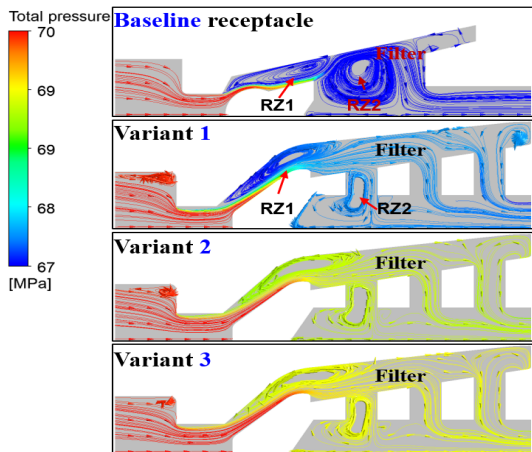 Total pressure
70
69
69
68
67
[MPa]
Baseline receptacle
Filter
RZ1
RZ2
Variant 1
Filter
RZ1
RZ2
Variant 2
Filter
Variant 3
Filter